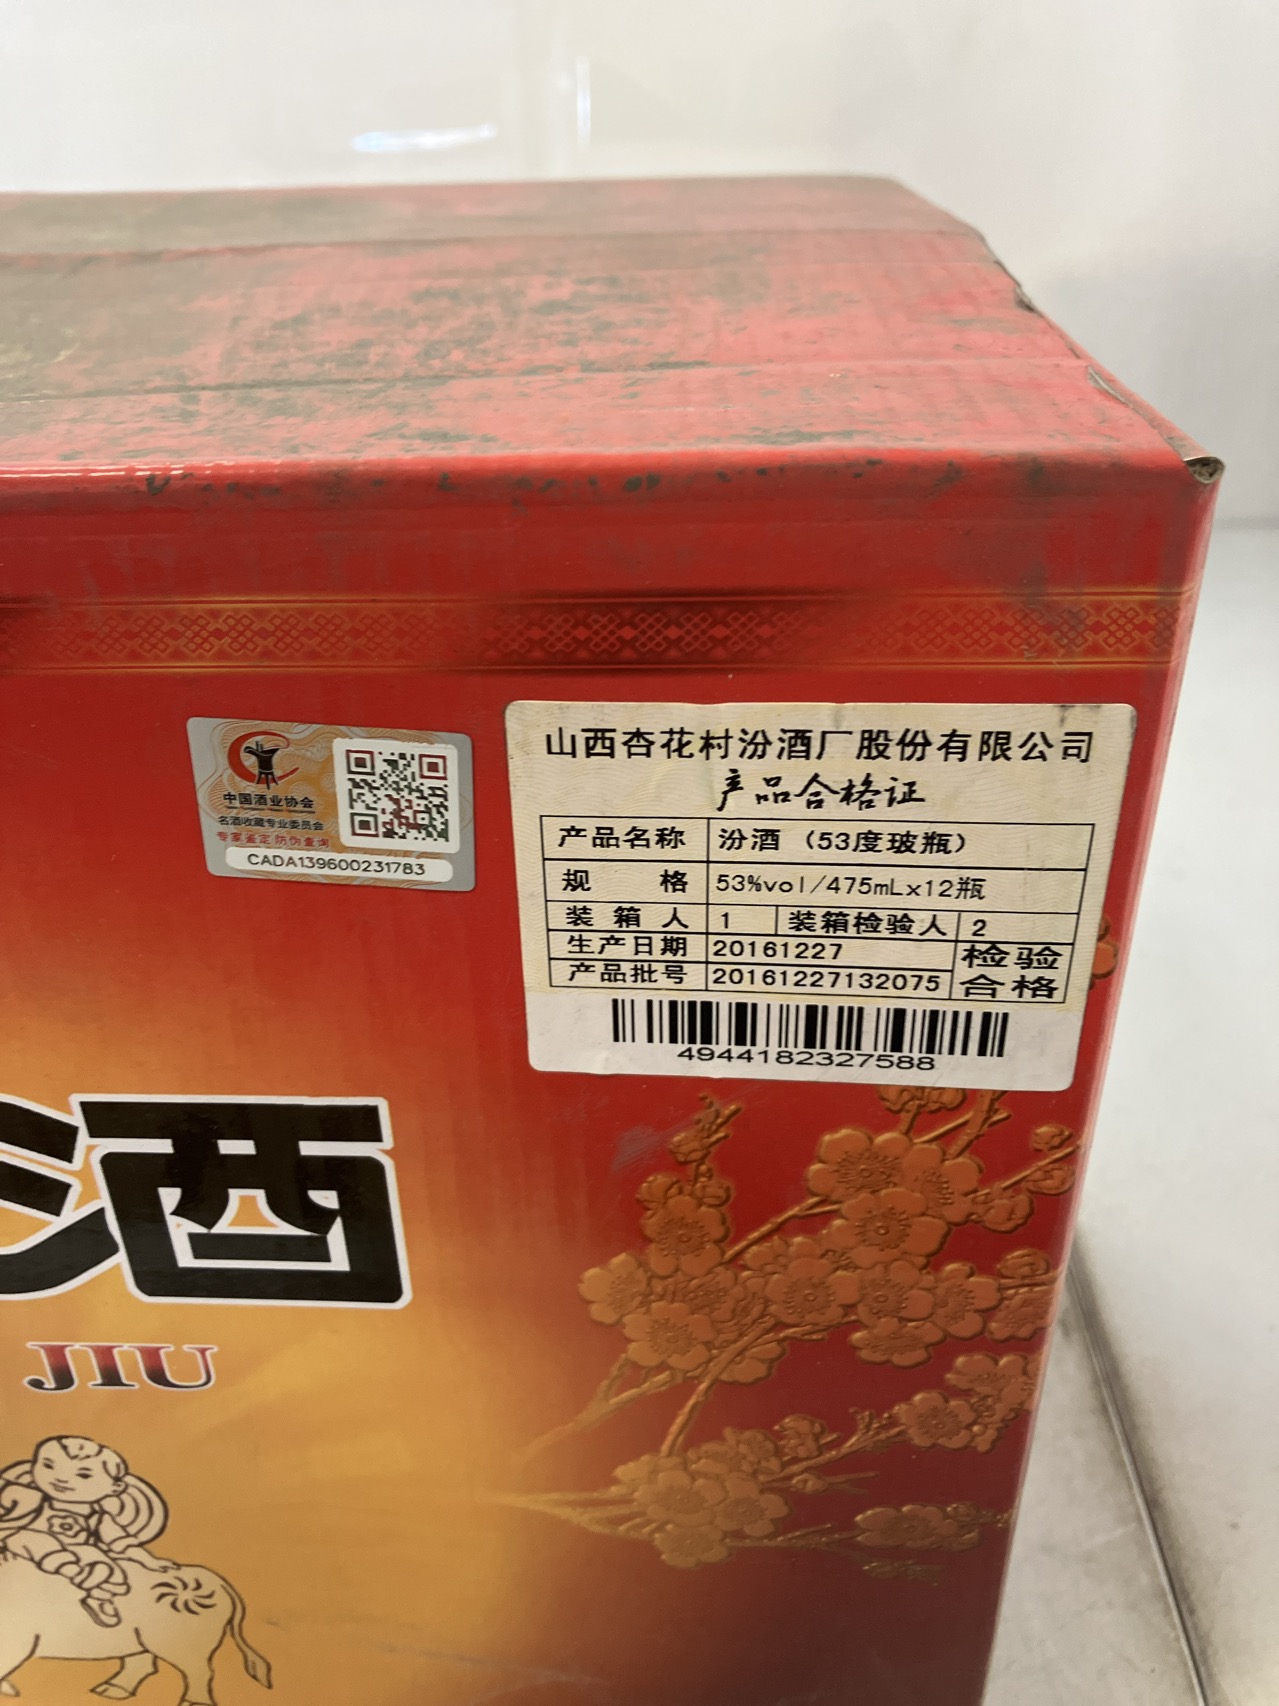 山西杏花村汾酒厂股份有限公司
产品合格证
产品名称 汾酒（53度玻瓶）
规 格 53%vol/475mLx12瓶
装箱人 1 装箱检验人 2
生产日期 20161227 检验
产品批号 20161227132075 合格
4944182327588
中国酒业协会
名酒收藏专业委员会
专家鉴定 防伪查询
CADA139600231783
酒
JIU